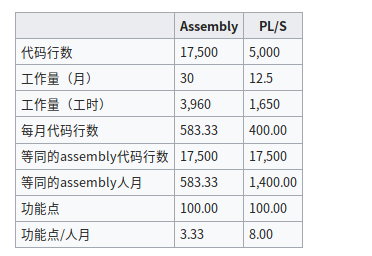 Assembly PL/S
代码行数 17,500 5,000
工作量（月） 30 12.5
工作量（工时） 3,960 1,650
每月代码行数 583.33 400.00
等同的assembly代码行数 17,500 17,500
等同的assembly人月 583.33 1,400.00
功能点 100.00 100.00
功能点/人月 3.33 8.00